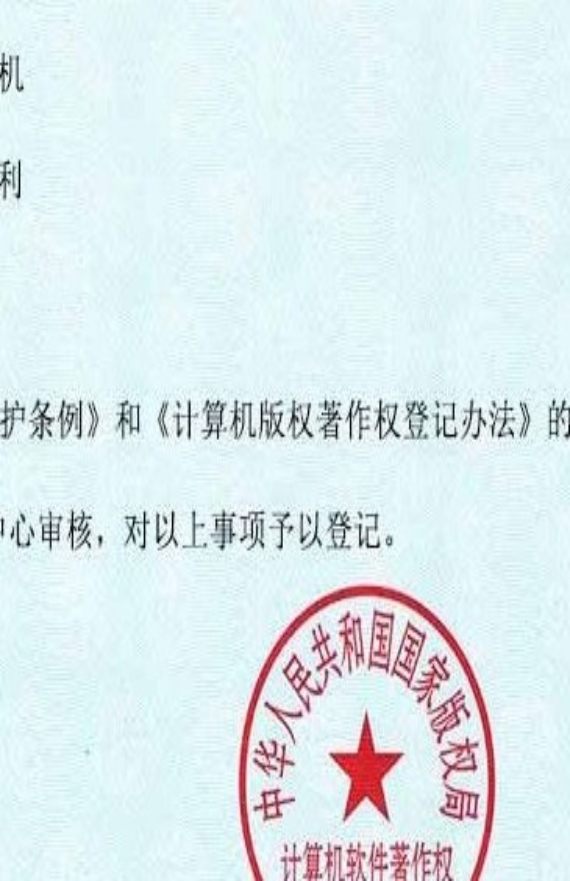 机
利
护条例》和《计算机版权著作权登记办法》的
中心审核，对以上事项予以登记。
中华人民共和国国家版权局
计算机软件著作权